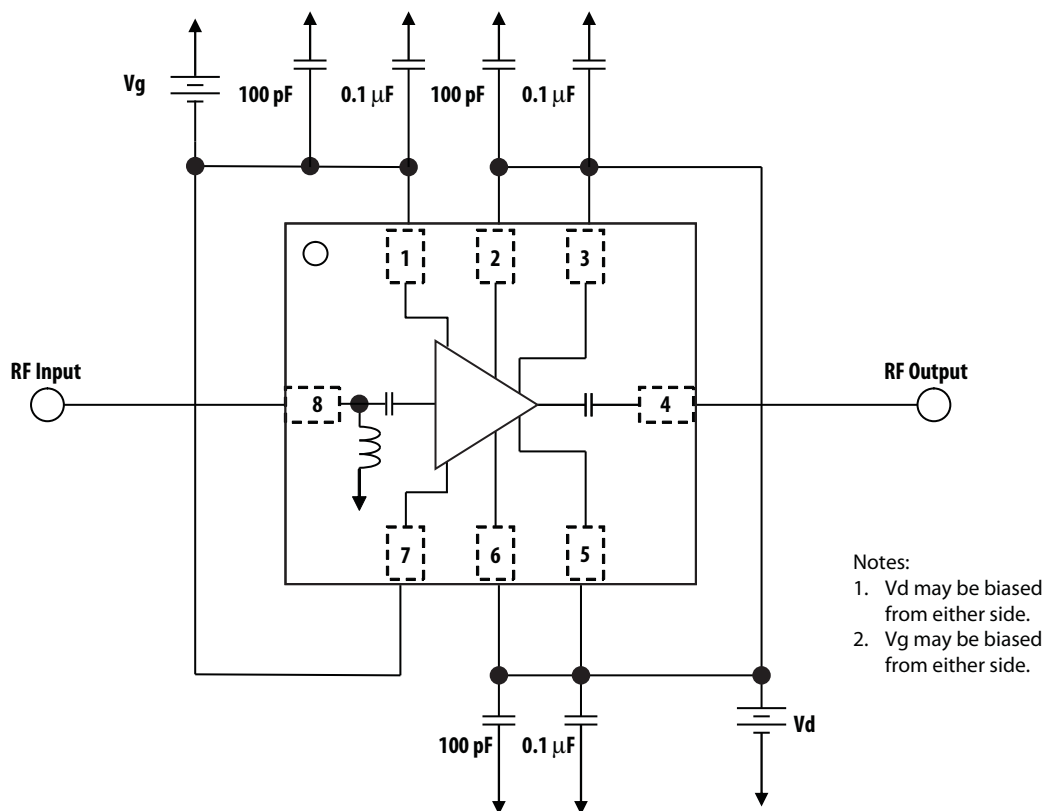 Vg
100 pF
0.1 μF
100 pF
0.1 μF
1
2
3
RF Input
RF Output
8
4
7
6
5
Notes:
1. Vd may be biased
from either side.
2. Vg may be biased
from either side.
100 pF
0.1 μF
Vd